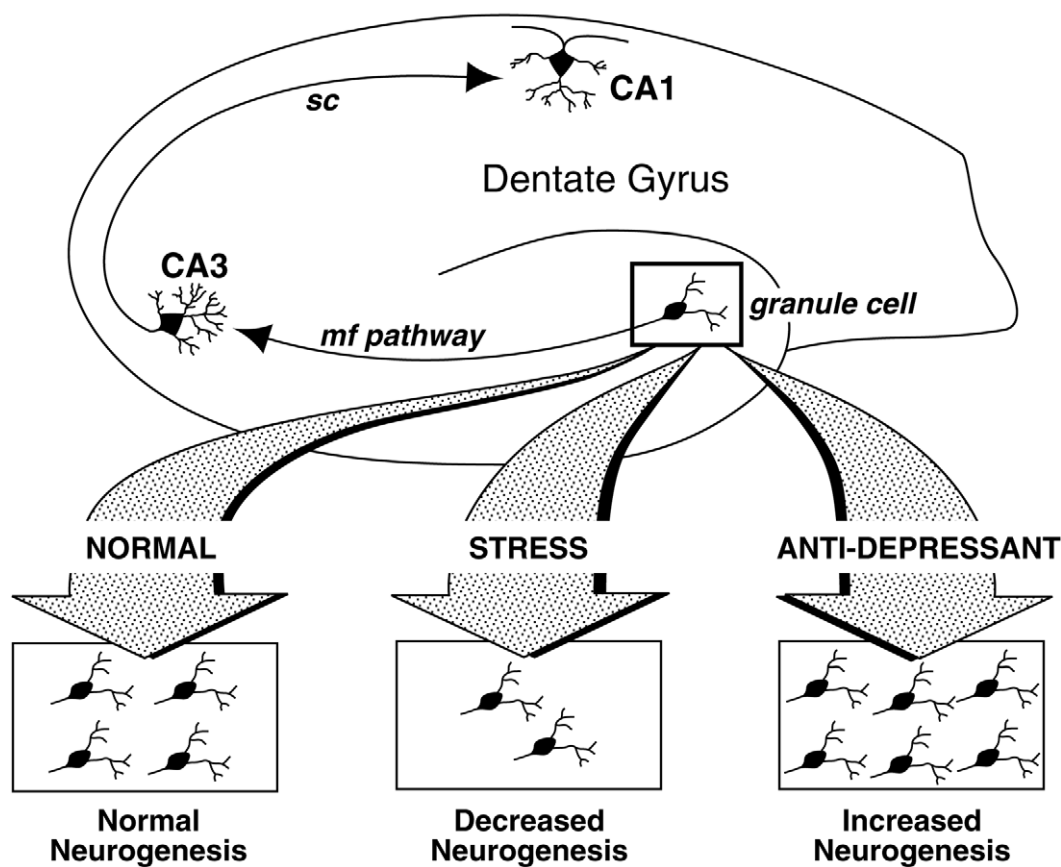 CA1
sc
Dentate Gyrus
CA3
granule cell
mf pathway
NORMAL
STRESS
ANTI-DEPRESSANT
Normal
Neurogenesis
Decreased
Neurogenesis
Increased
Neurogenesis